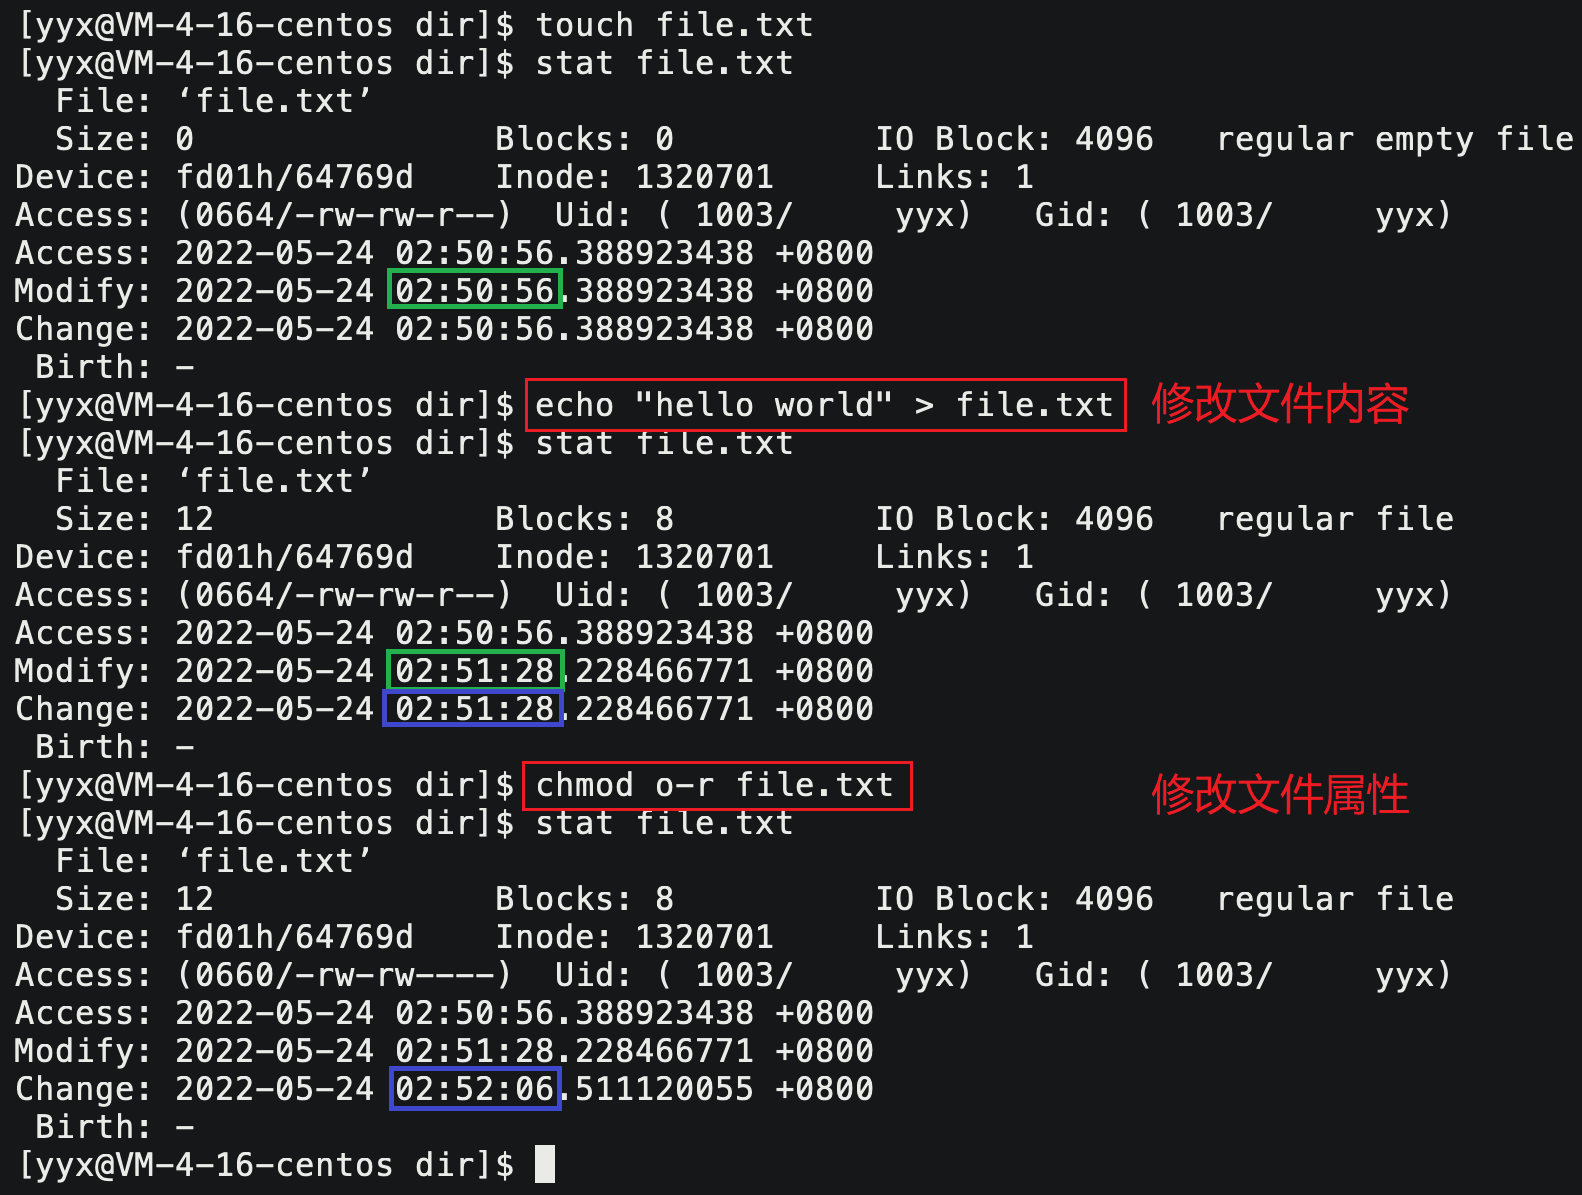 [yyx@VM-4-16-centos dir]$ touch file.txt
[yyx@VM-4-16-centos dir]$ stat file.txt
  File: ‘file.txt’
  Size: 0               Blocks: 0          IO Block: 4096   regular empty file
Device: fd01h/64769d    Inode: 1320701     Links: 1
Access: (0664/-rw-rw-r--)  Uid: ( 1003/     yyx)   Gid: ( 1003/     yyx)
Access: 2022-05-24 02:50:56.388923438 +0800
Modify: 2022-05-24 02:50:56.388923438 +0800
Change: 2022-05-24 02:50:56.388923438 +0800
 Birth: -
[yyx@VM-4-16-centos dir]$ echo "hello world" > file.txt 修改文件内容
[yyx@VM-4-16-centos dir]$ stat file.txt
  File: ‘file.txt’
  Size: 12              Blocks: 8          IO Block: 4096   regular file
Device: fd01h/64769d    Inode: 1320701     Links: 1
Access: (0664/-rw-rw-r--)  Uid: ( 1003/     yyx)   Gid: ( 1003/     yyx)
Access: 2022-05-24 02:50:56.388923438 +0800
Modify: 2022-05-24 02:51:28.228466771 +0800
Change: 2022-05-24 02:51:28.228466771 +0800
 Birth: -
[yyx@VM-4-16-centos dir]$ chmod o-r file.txt 修改文件属性
[yyx@VM-4-16-centos dir]$ stat file.txt
  File: ‘file.txt’
  Size: 12              Blocks: 8          IO Block: 4096   regular file
Device: fd01h/64769d    Inode: 1320701     Links: 1
Access: (0660/-rw-rw----)  Uid: ( 1003/     yyx)   Gid: ( 1003/     yyx)
Access: 2022-05-24 02:50:56.388923438 +0800
Modify: 2022-05-24 02:51:28.228466771 +0800
Change: 2022-05-24 02:52:06.511120055 +0800
 Birth: -
[yyx@VM-4-16-centos dir]$